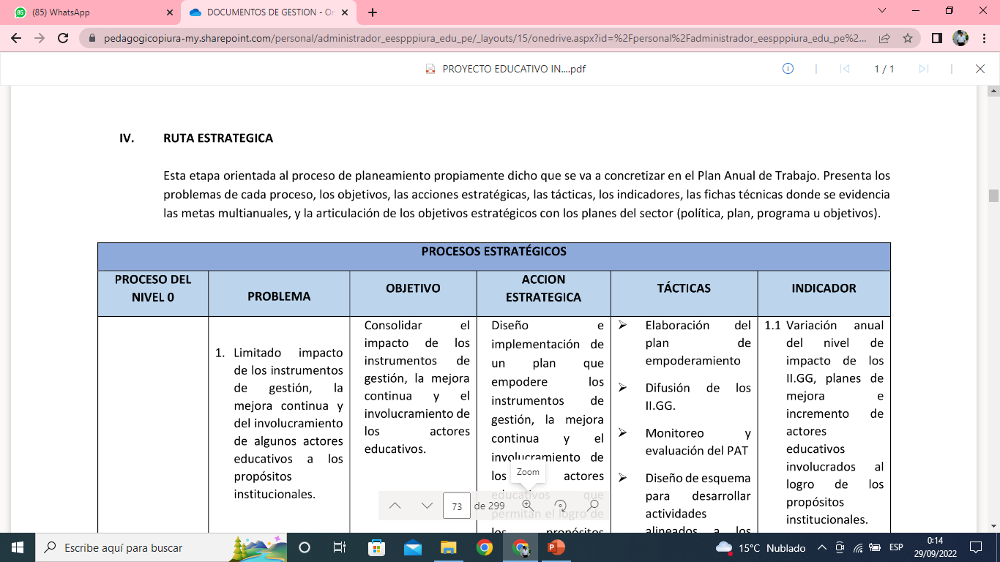 (85) WhatsApp
DOCUMENTOS DE GESTION - On
pedagogicopiura-my.sharepoint.com/personal/administrador_eespppiura_edu_pe/_layouts/15/onedrive.aspx?id=%2Fpersonal%2Fadministrador_eespppiura_edu_pe%2...
PROYECTO EDUCATIVO IN....pdf
1 / 1
IV. RUTA ESTRATEGICA
Esta etapa orientada al proceso de planeamiento propiamente dicho que se va a concretizar en el Plan Anual de Trabajo. Presenta los
problemas de cada proceso, los objetivos, las acciones estratégicas, las tácticas, los indicadores, las fichas técnicas donde se evidencia
las metas multianuales, y la articulación de los objetivos estratégicos con los planes del sector (política, plan, programa u objetivos).
PROCESOS ESTRATÉGICOS
PROCESO DEL
NIVEL 0
PROBLEMA
OBJETIVO
ACCION
ESTRATEGICA
TÁCTICAS
INDICADOR
1. Limitado impacto
de los instrumentos
de gestión, la
mejora continua y
del involucramiento
de algunos actores
educativos a los
propósitos
institucionales.
Consolidar el
impacto de los
instrumentos de
gestión, la mejora
continua y el
involucramiento de
los actores
educativos.
Diseño e
implementación de
un plan que
empodere los
instrumentos de
gestión, la mejora
continua y el
involucramiento de
los actores
educativos que
permitan el logro de
los propósitos
➢ Elaboración del
plan de
empoderamiento
➢ Difusión de los
II.GG.
➢ Monitoreo y
evaluación del PAT
➢ Diseño de esquema
para desarrollar
actividades
alineados a los
1.1 Variación anual
del nivel de
impacto de los
II.GG, planes de
mejora e
incremento de
actores
educativos
involucrados al
logro de los
propósitos
institucionales.
Zoom
73 de 299
Escribe aquí para buscar
15°C Nublado
ESP
0:14
29/09/2022